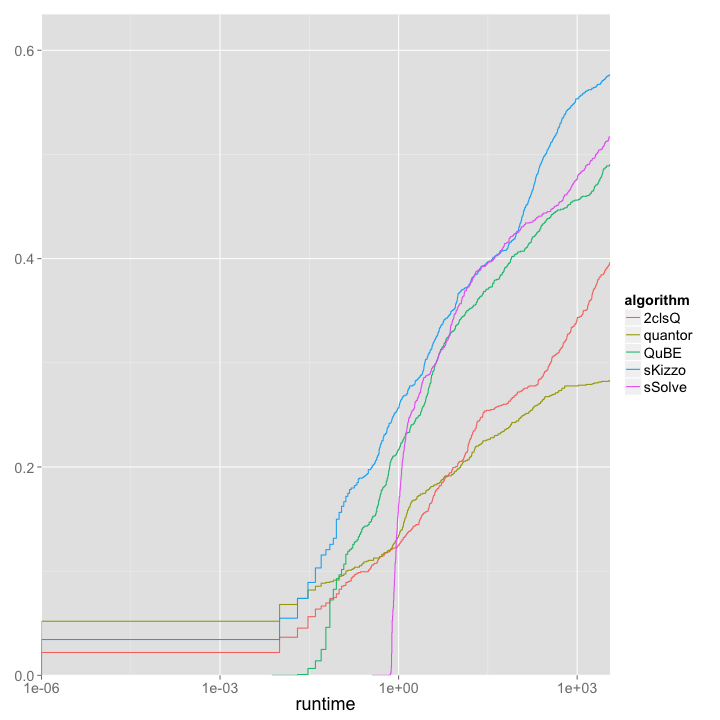 0.6
0.4
0.2
0.0
1e-06 1e-03 1e+00 1e+03
runtime
algorithm
2clsQ
quantor
QuBE
sKizzo
sSolve